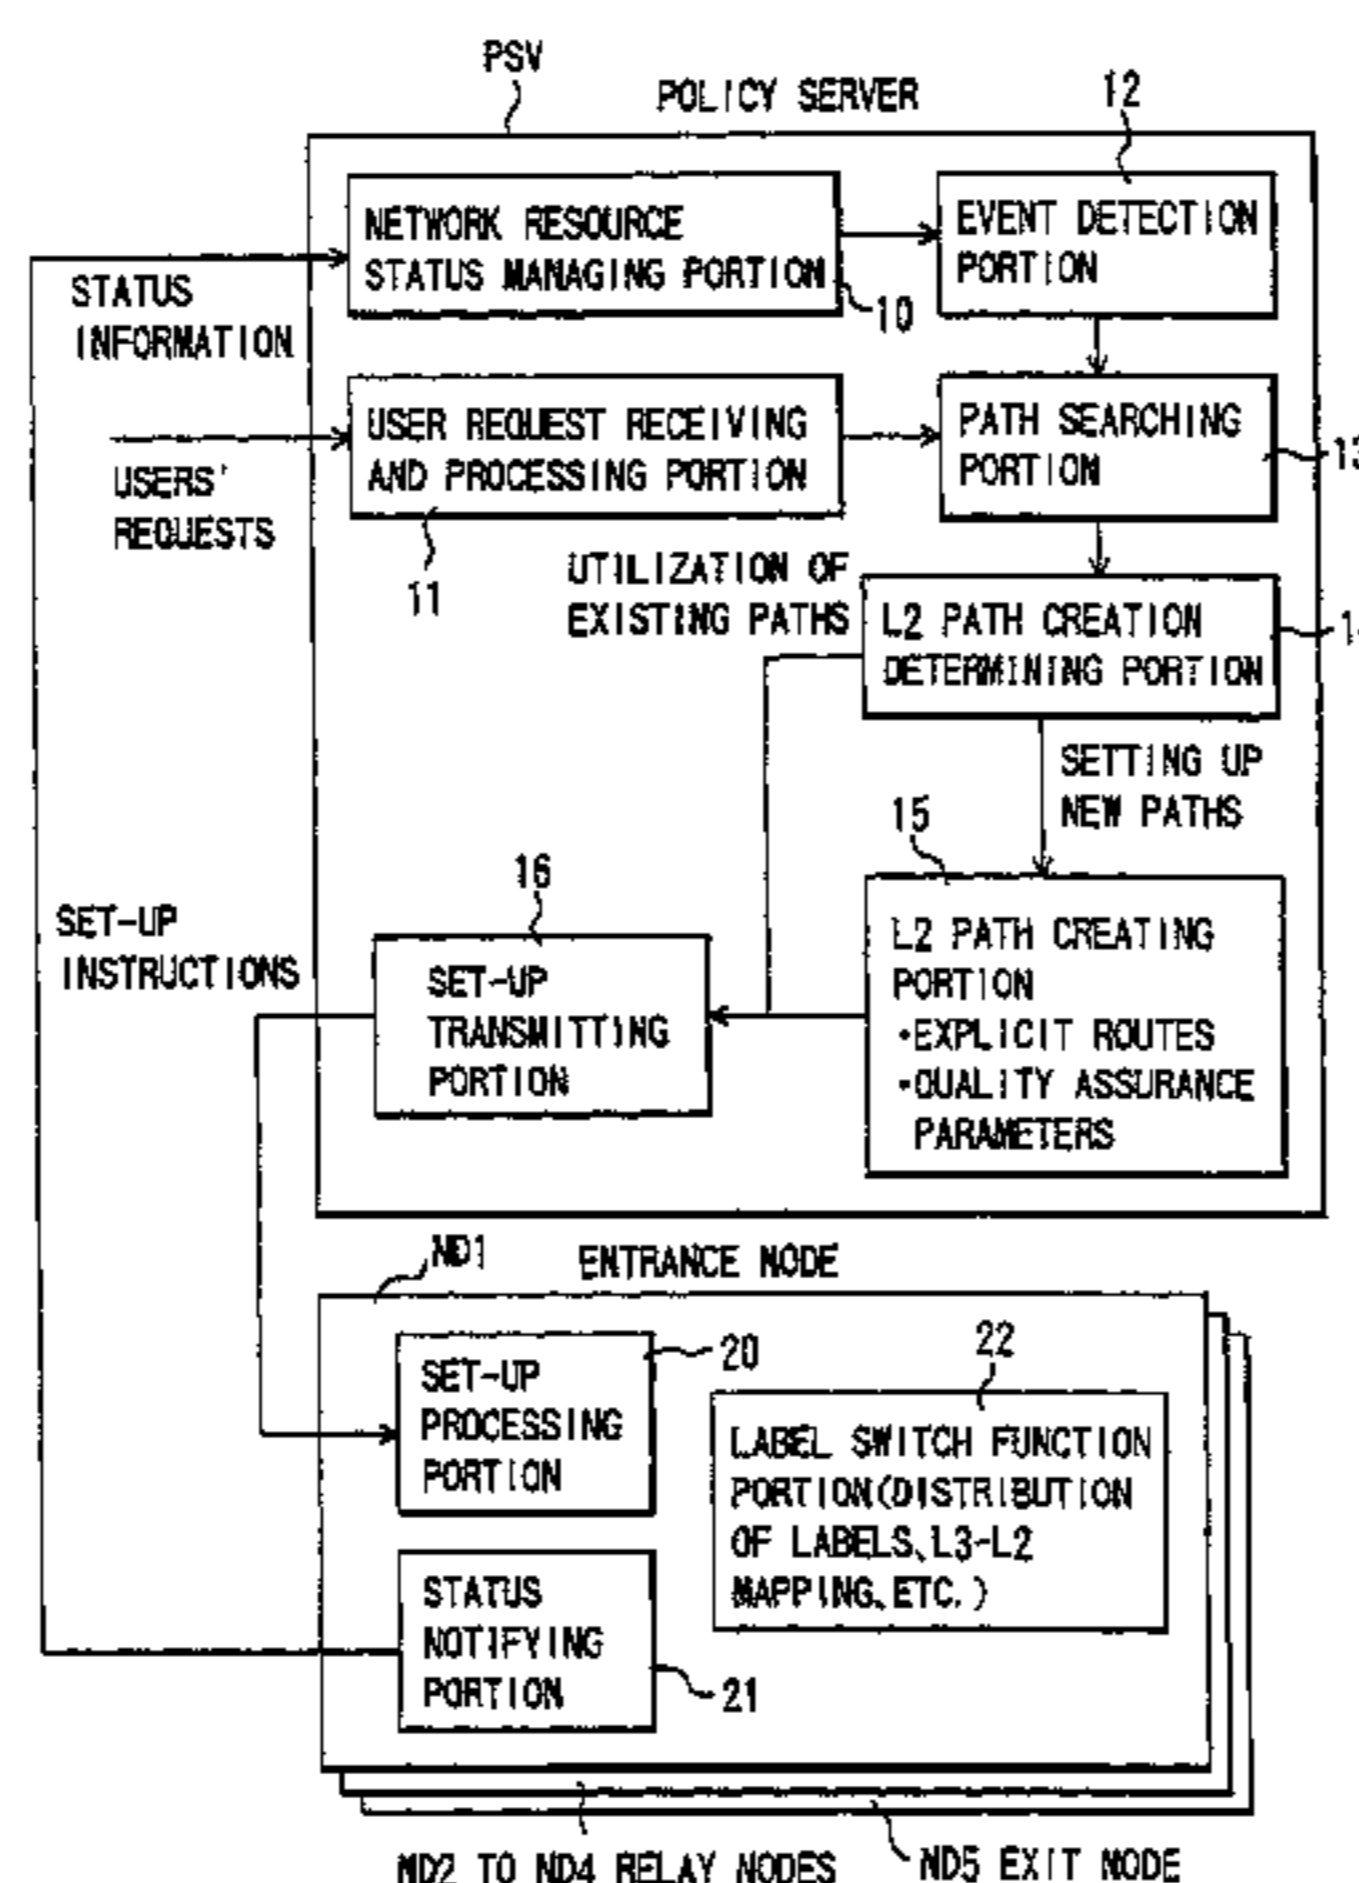 PSV
POLICY SERVER
12
NETWORK RESOURCE
STATUS MANAGING PORTION
10
EVENT DETECTION
PORTION
STATUS
INFORMATION
USER REQUEST RECEIVING
AND PROCESSING PORTION
11
PATH SEARCHING
PORTION
13
USERS'
REQUESTS
UTILIZATION OF
EXISTING PATHS
L2 PATH CREATION
DETERMINING PORTION
SETTING UP
NEW PATHS
15
16
SET-UP
INSTRUCTIONS
SET-UP
TRANSMITTING
PORTION
L2 PATH CREATING
PORTION
•EXPLICIT ROUTES
•QUALITY ASSURANCE
PARAMETERS
ND1
ENTRANCE NODE
SET-UP
PROCESSING
PORTION
20
22
LABEL SWITCH FUNCTION
PORTION(DISTRIBUTION
OF LABELS,L3-L2
MAPPING,ETC.)
STATUS
NOTIFYING
PORTION
21
ND2 TO ND4 RELAY NODES
ND5 EXIT NODE